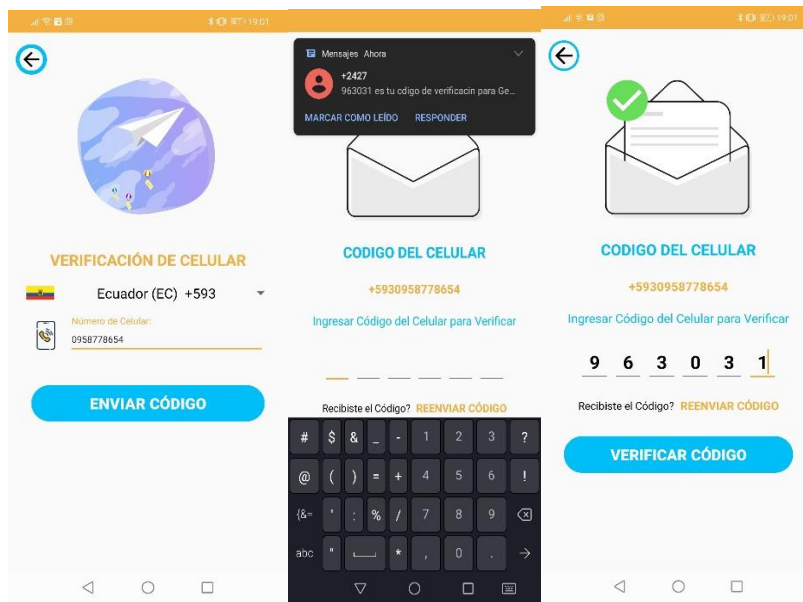 19:01
VERIFICACIÓN DE CELULAR
Ecuador (EC) +593
Número de Celular:
0958778654
ENVIAR CÓDIGO
Mensajes Ahora
+2427
963031 es tu cdigo de verificacin para Ge...
MARCAR COMO LEÍDO RESPONDER
CODIGO DEL CELULAR
+5930958778654
Ingresar Código del Celular para Verificar
Recibiste el Código? REENVIAR CÓDIGO
# $ & _ - 1 2 3 ?
@ ( ) = + 4 5 6 !
{&= ' : % / 7 8 9
abc " * , 0 .
19:01
CODIGO DEL CELULAR
+5930958778654
Ingresar Código del Celular para Verificar
9 6 3 0 3 1
Recibiste el Código? REENVIAR CÓDIGO
VERIFICAR CÓDIGO